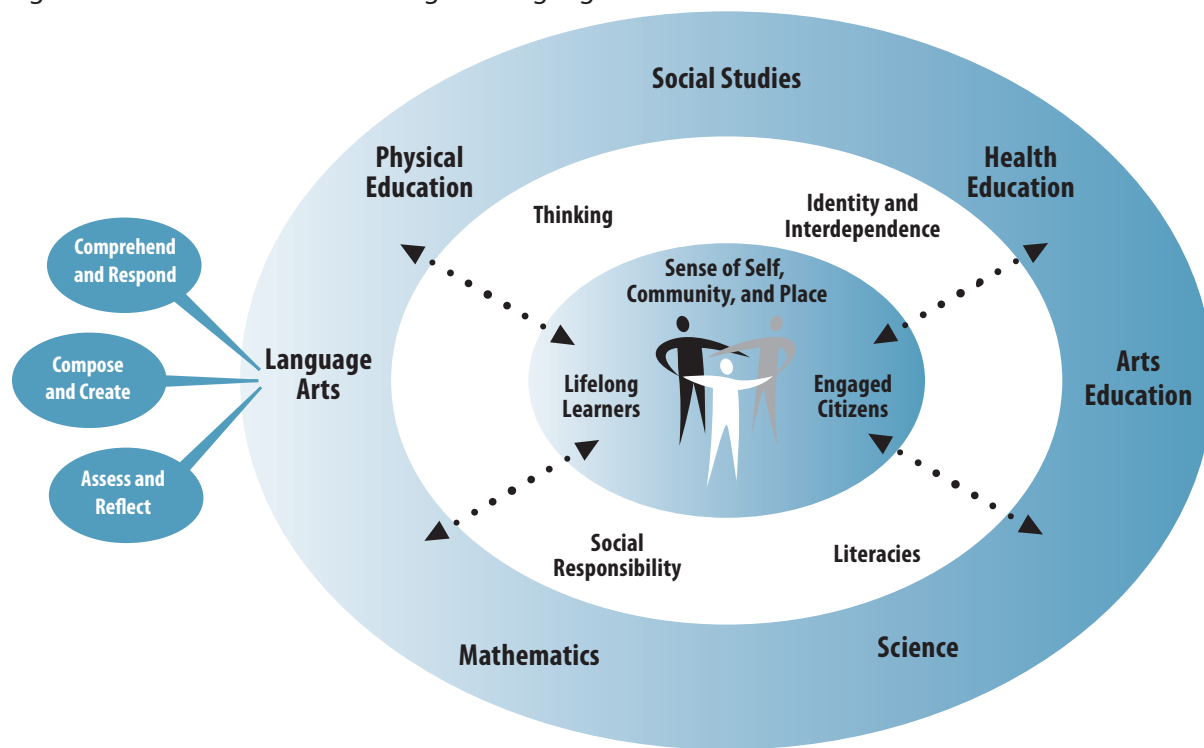 Social Studies
Physical
Education
Health
Education
Thinking
Identity and
Interdependence
Comprehend
and Respond
Sense of Self,
Community, and Place
Language
Arts
Compose
and Create
Lifelong
Learners
Engaged
Citizens
Arts
Education
Assess and
Reflect
Social
Responsibility
Literacies
Mathematics
Science